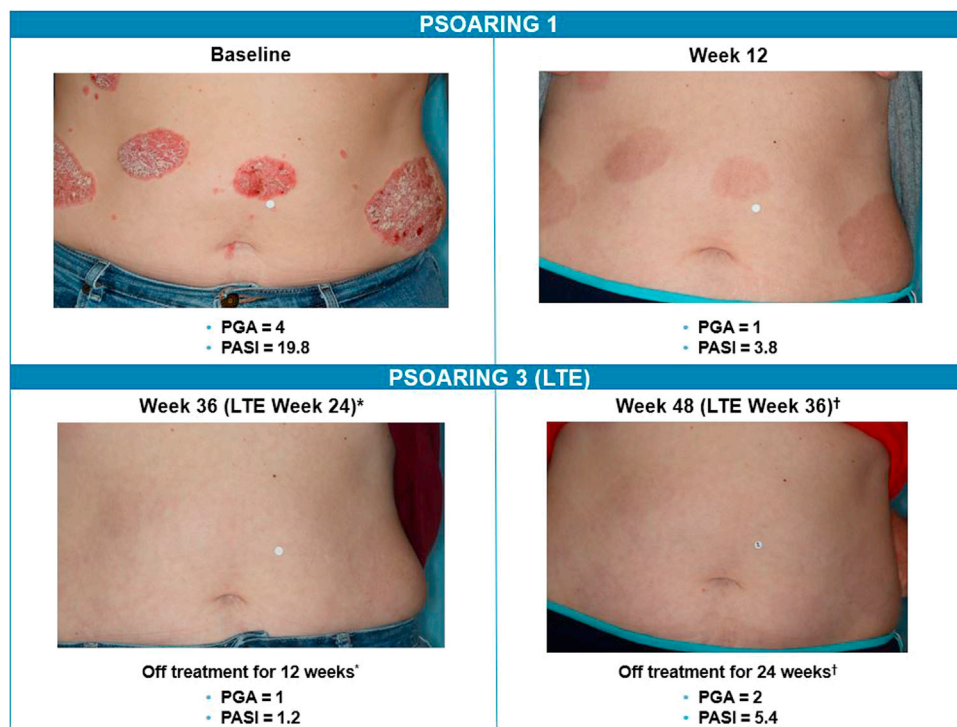 PSOARING 1
Baseline
Week 12
• PGA = 4
• PASI = 19.8
• PGA = 1
• PASI = 3.8
PSOARING 3 (LTE)
Week 36 (LTE Week 24)*
Week 48 (LTE Week 36)†
Off treatment for 12 weeks*
• PGA = 1
• PASI = 1.2
Off treatment for 24 weeks†
• PGA = 2
• PASI = 5.4